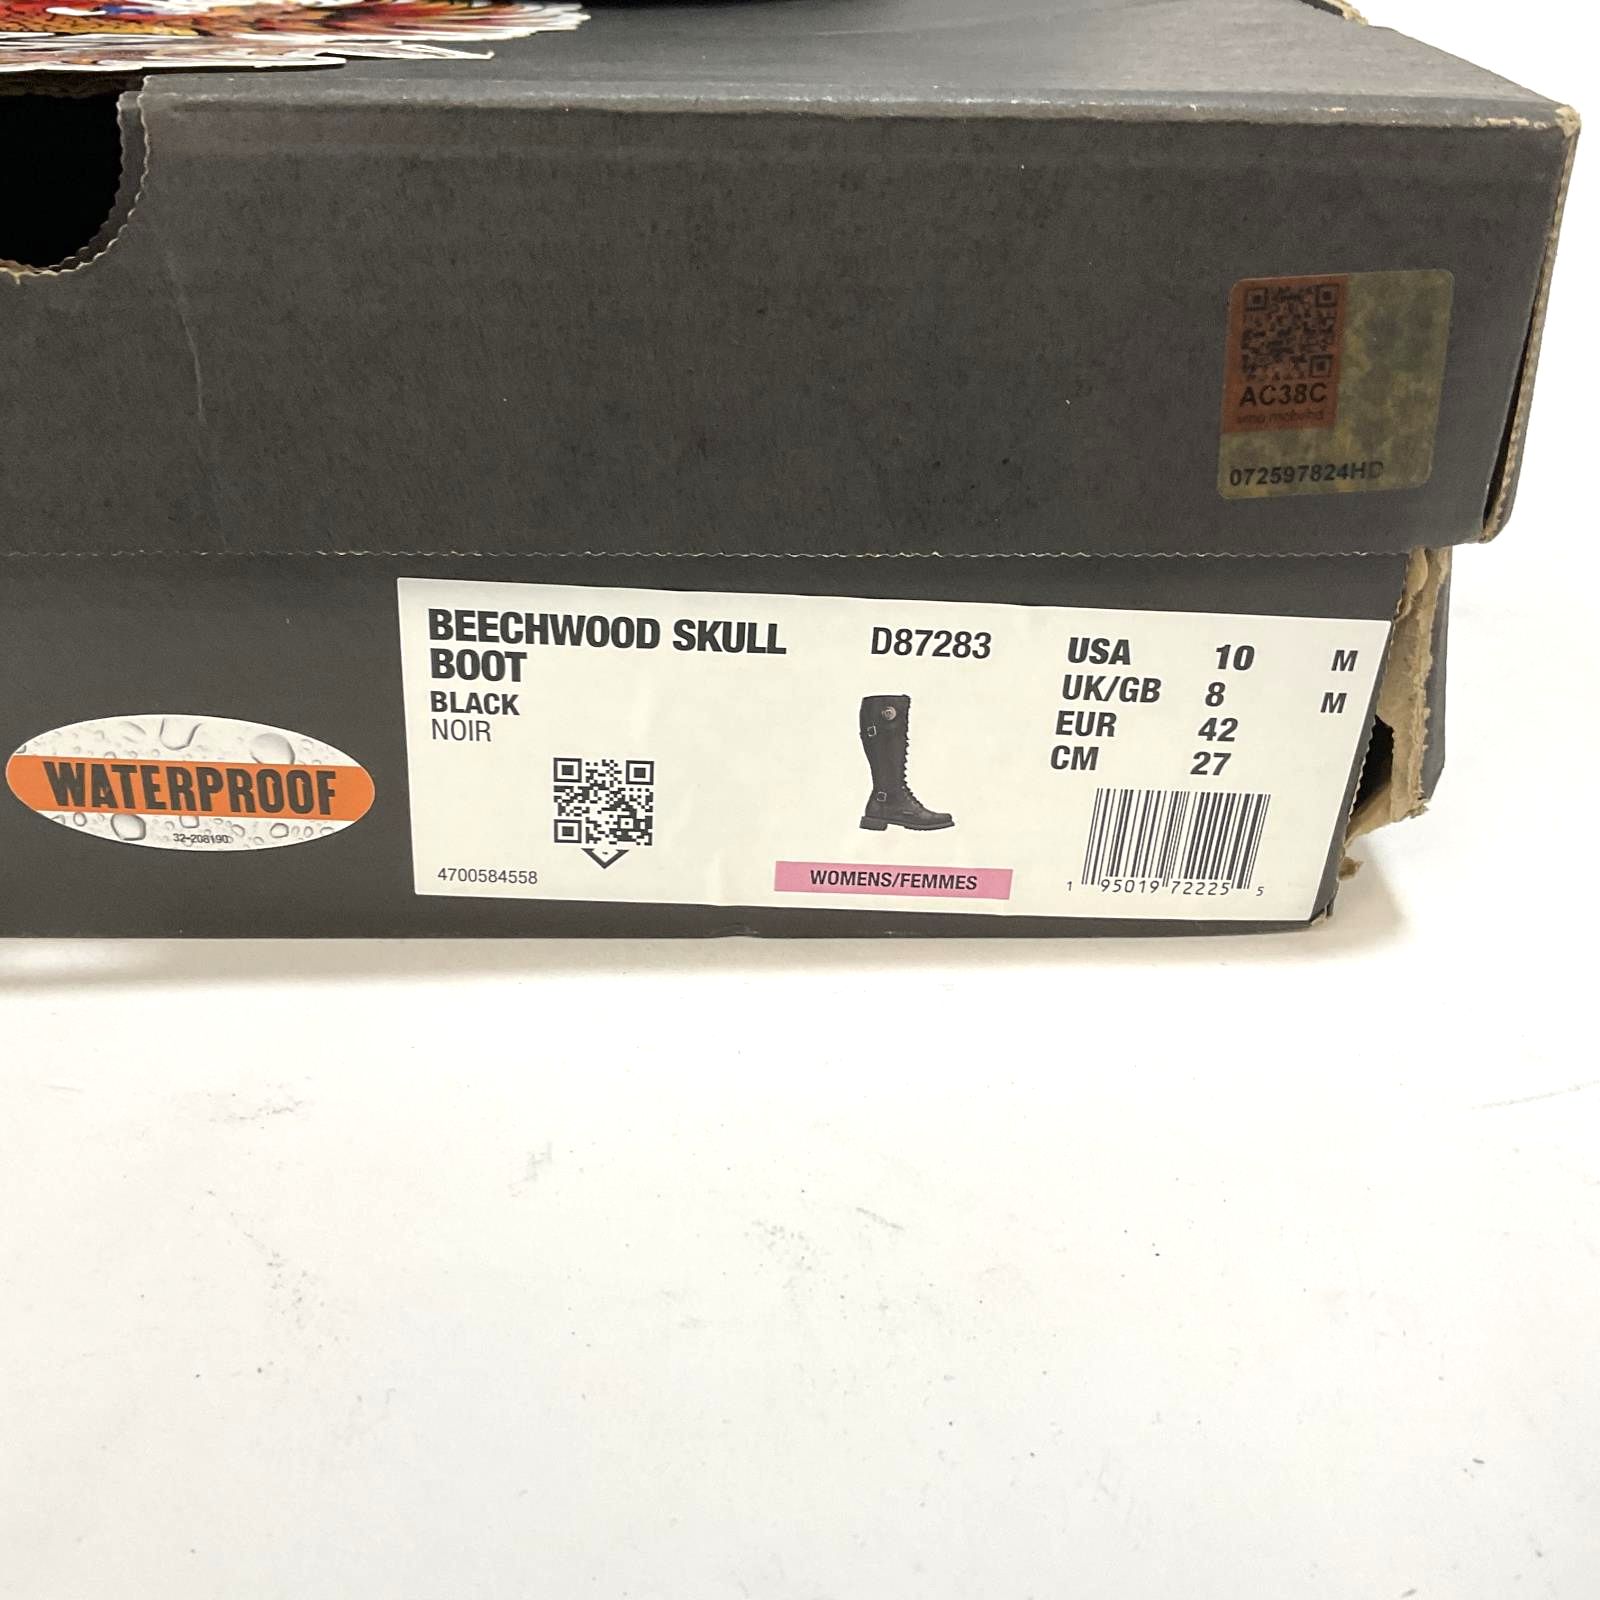 AC38C
072597824HD
BEECHWOOD SKULL
BOOT
BLACK
NOIR
D87283
USA 10 M
UK/GB 8 M
EUR 42
CM 27
WATERPROOF
32-208190
4700584558
WOMENS/FEMMES
1 95019 72225 5